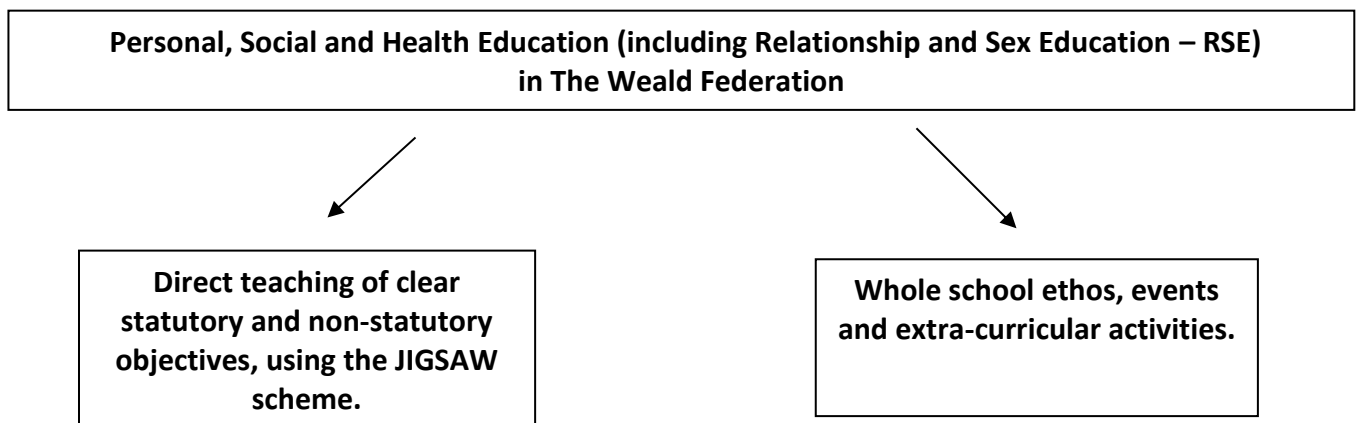 Personal, Social and Health Education (including Relationship and Sex Education – RSE)
in The Weald Federation
Direct teaching of clear
statutory and non-statutory
objectives, using the JIGSAW
scheme.
Whole school ethos, events
and extra-curricular activities.